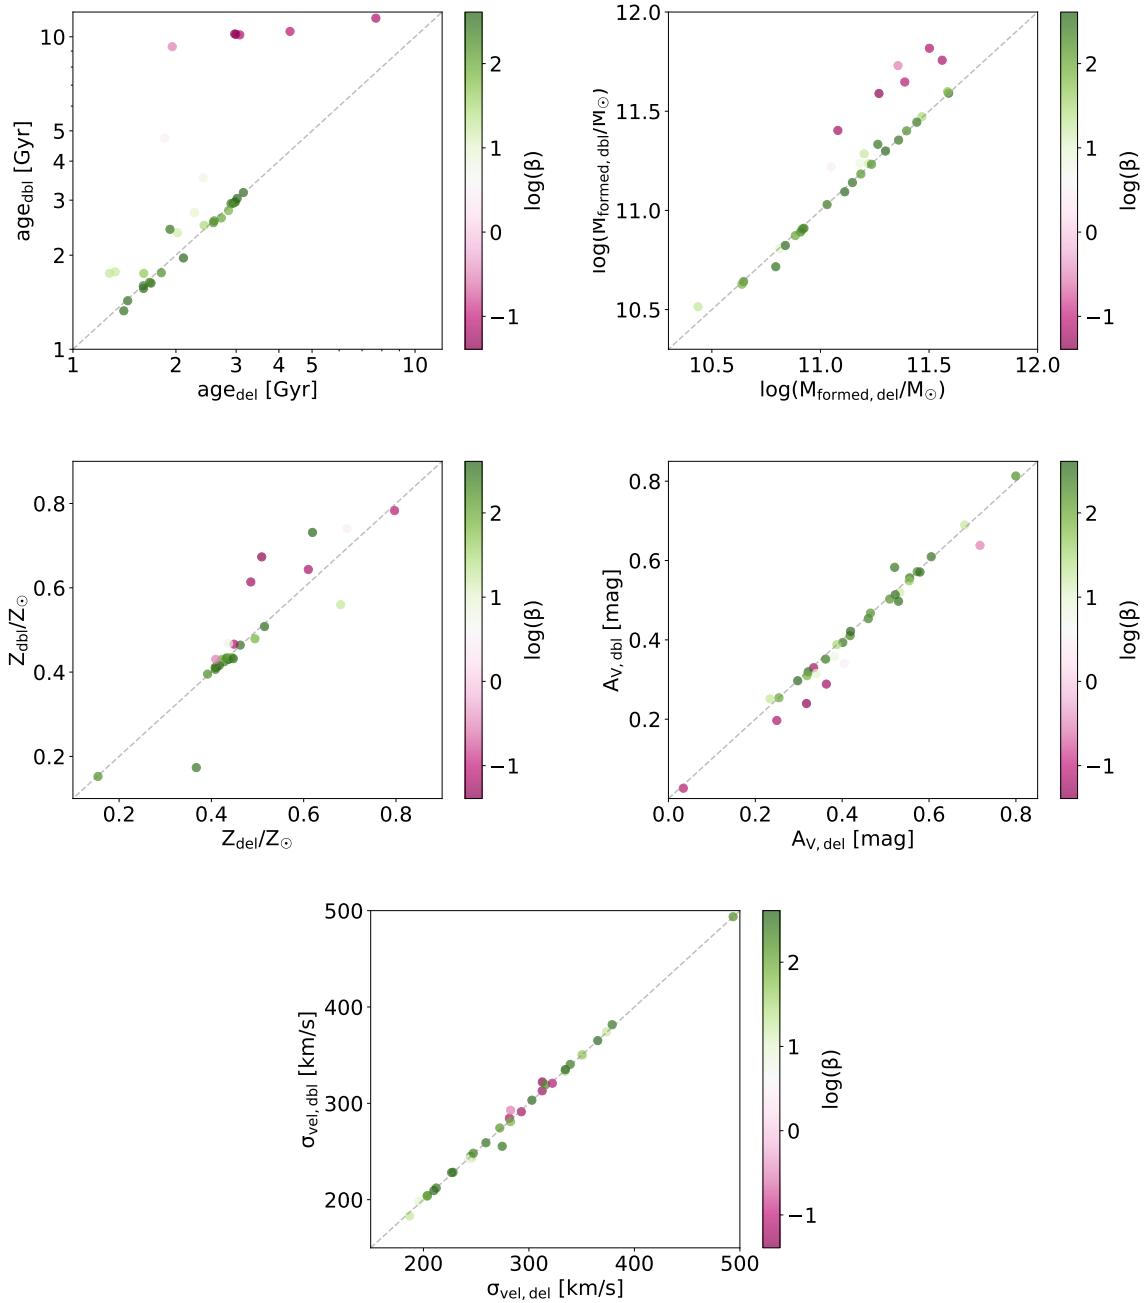 10
5
4
3
2
1
age_dbl [Gyr]
1 2 3 5 10
age_del [Gyr]
2
1
0
−1
log(β)
12.0
11.5
11.0
10.5
log(M_formed, dbl/M_☉)
10.5 11.0 11.5 12.0
log(M_formed, del/M_☉)
2
1
0
−1
log(β)
0.8
0.6
0.4
0.2
Z_dbl/Z_☉
0.2 0.4 0.6 0.8
Z_del/Z_☉
2
1
0
−1
log(β)
0.8
0.6
0.4
0.2
A_V, dbl [mag]
0.0 0.2 0.4 0.6 0.8
A_V, del [mag]
2
1
0
−1
log(β)
500
400
300
200
σ_vel, dbl [km/s]
200 300 400 500
σ_vel, del [km/s]
2
1
0
−1
log(β)